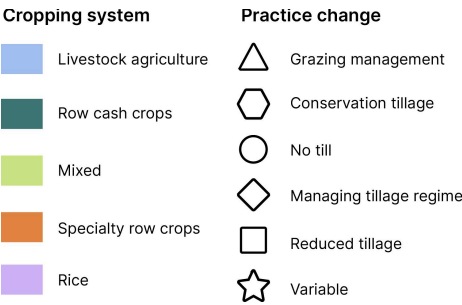 Cropping system
Livestock agriculture
Row cash crops
Mixed
Specialty row crops
Rice
Practice change
Grazing management
Conservation tillage
No till
Managing tillage regime
Reduced tillage
Variable